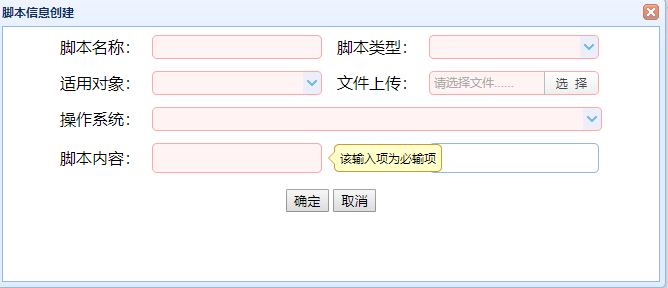 脚本信息创建
脚本名称： 脚本类型：
适用对象： 文件上传： 请选择文件...... 选 择
操作系统：
脚本内容： 该输入项为必输项
确定 取消